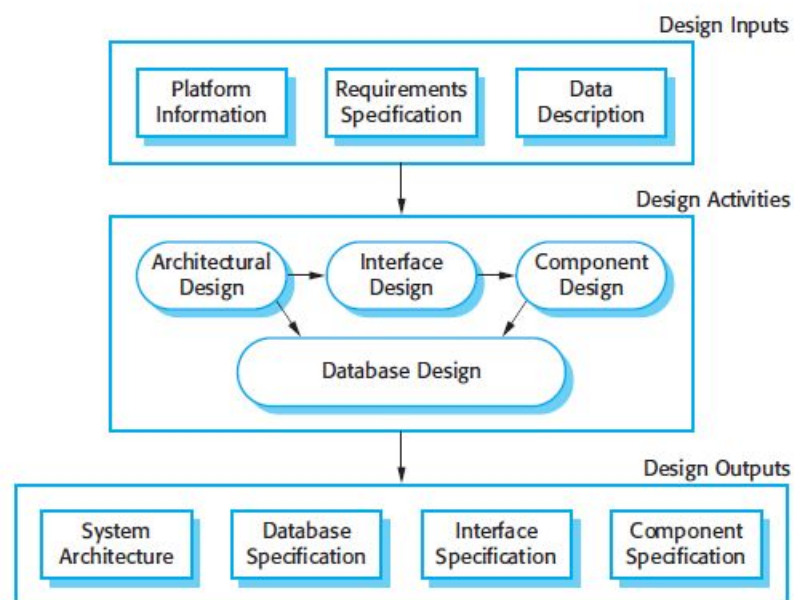 Design Inputs
Platform
Information
Requirements
Specification
Data
Description
Design Activities
Architectural
Design
Interface
Design
Component
Design
Database Design
Design Outputs
System
Architecture
Database
Specification
Interface
Specification
Component
Specification